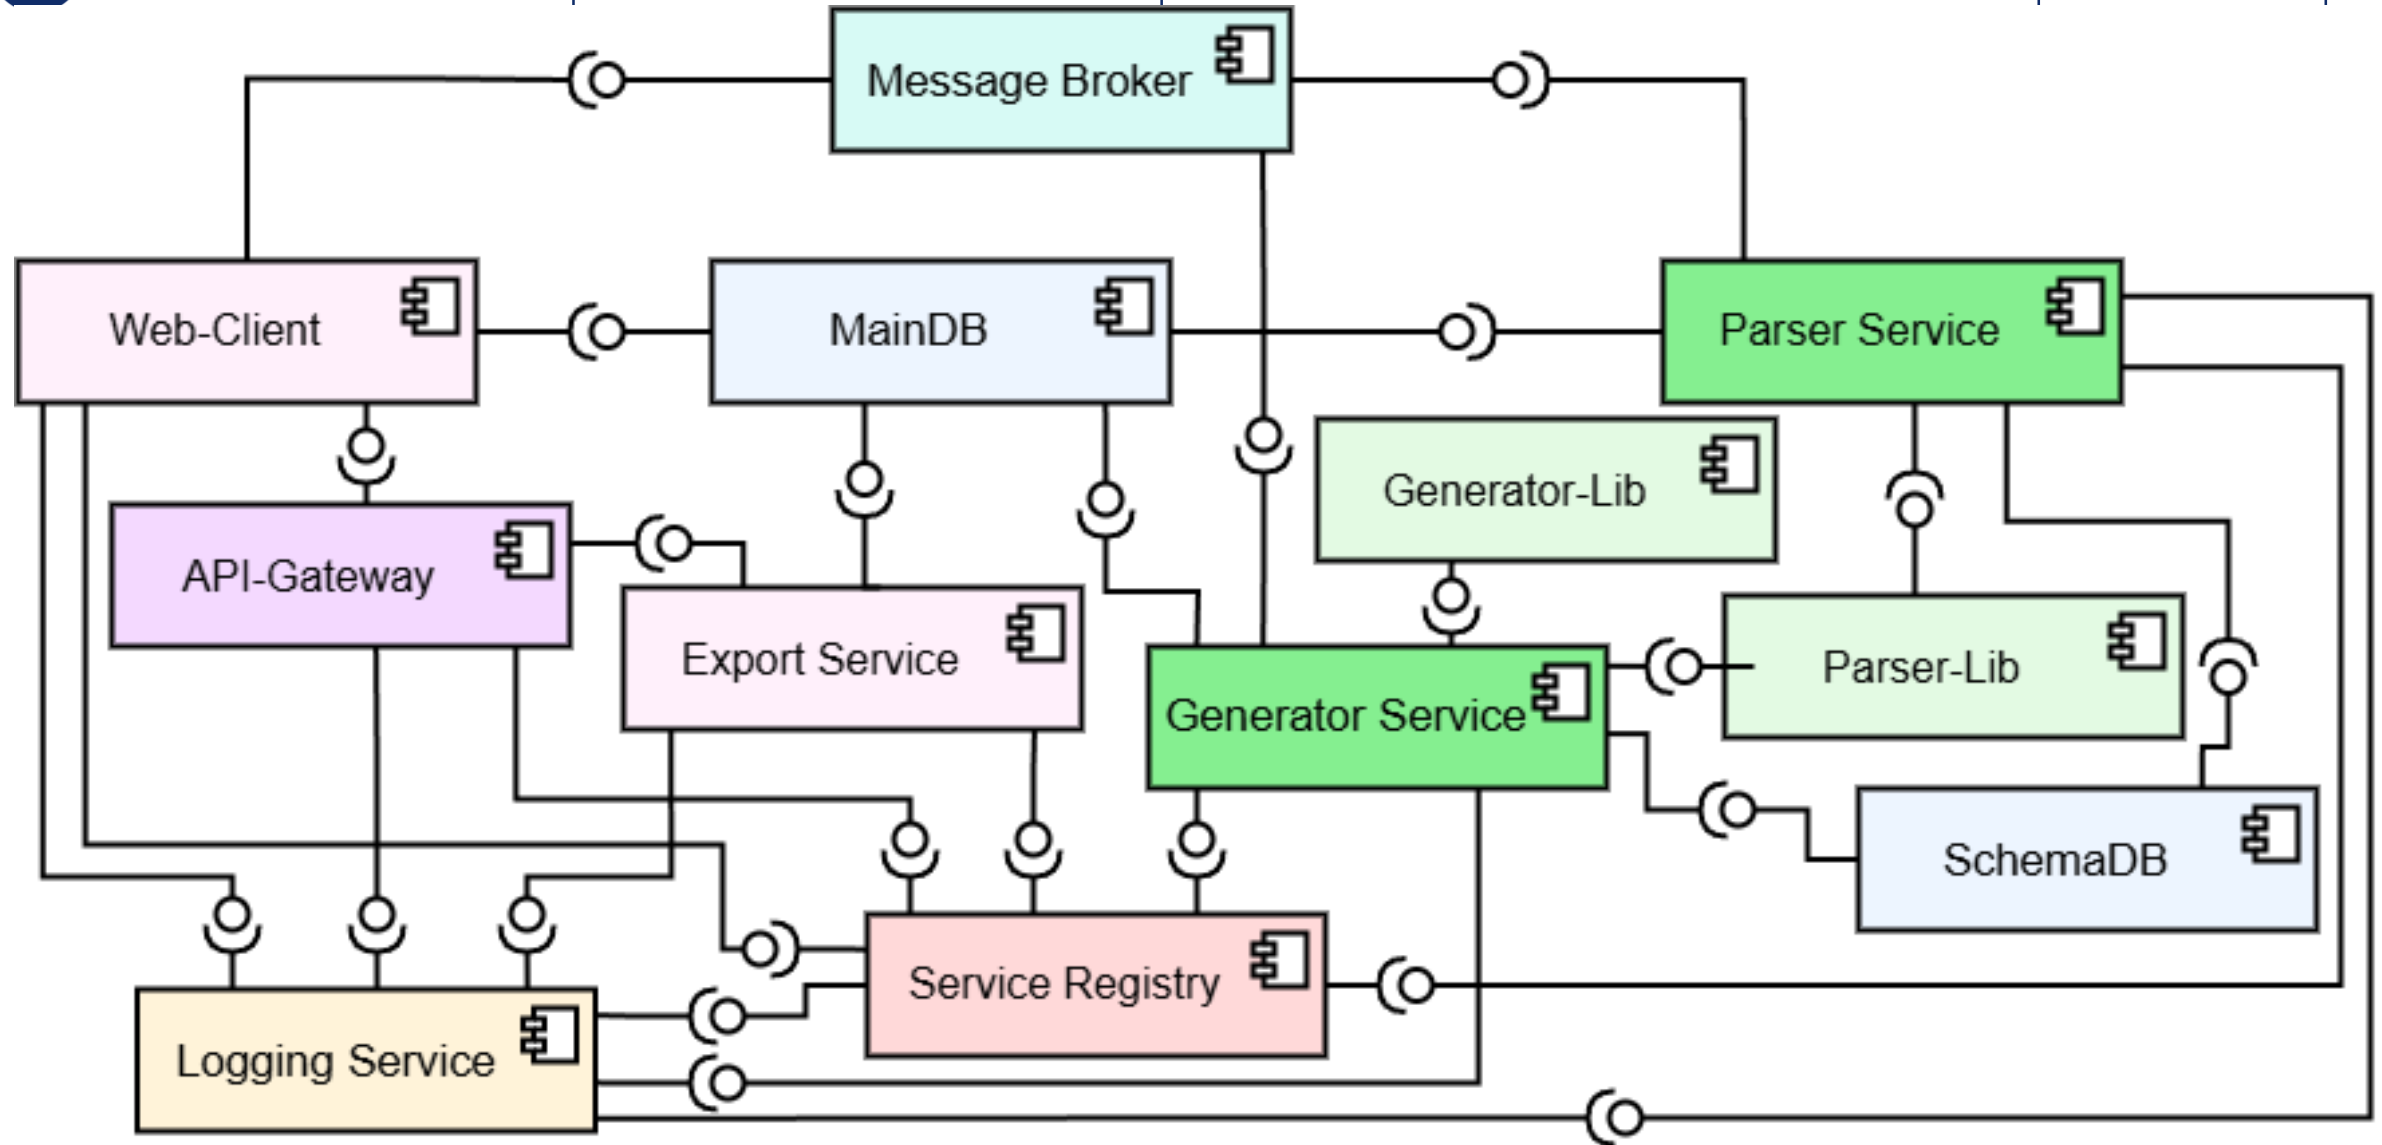 Message Broker
Web-Client
MainDB
Parser Service
Generator-Lib
API-Gateway
Export Service
Parser-Lib
Generator Service
SchemaDB
Service Registry
Logging Service